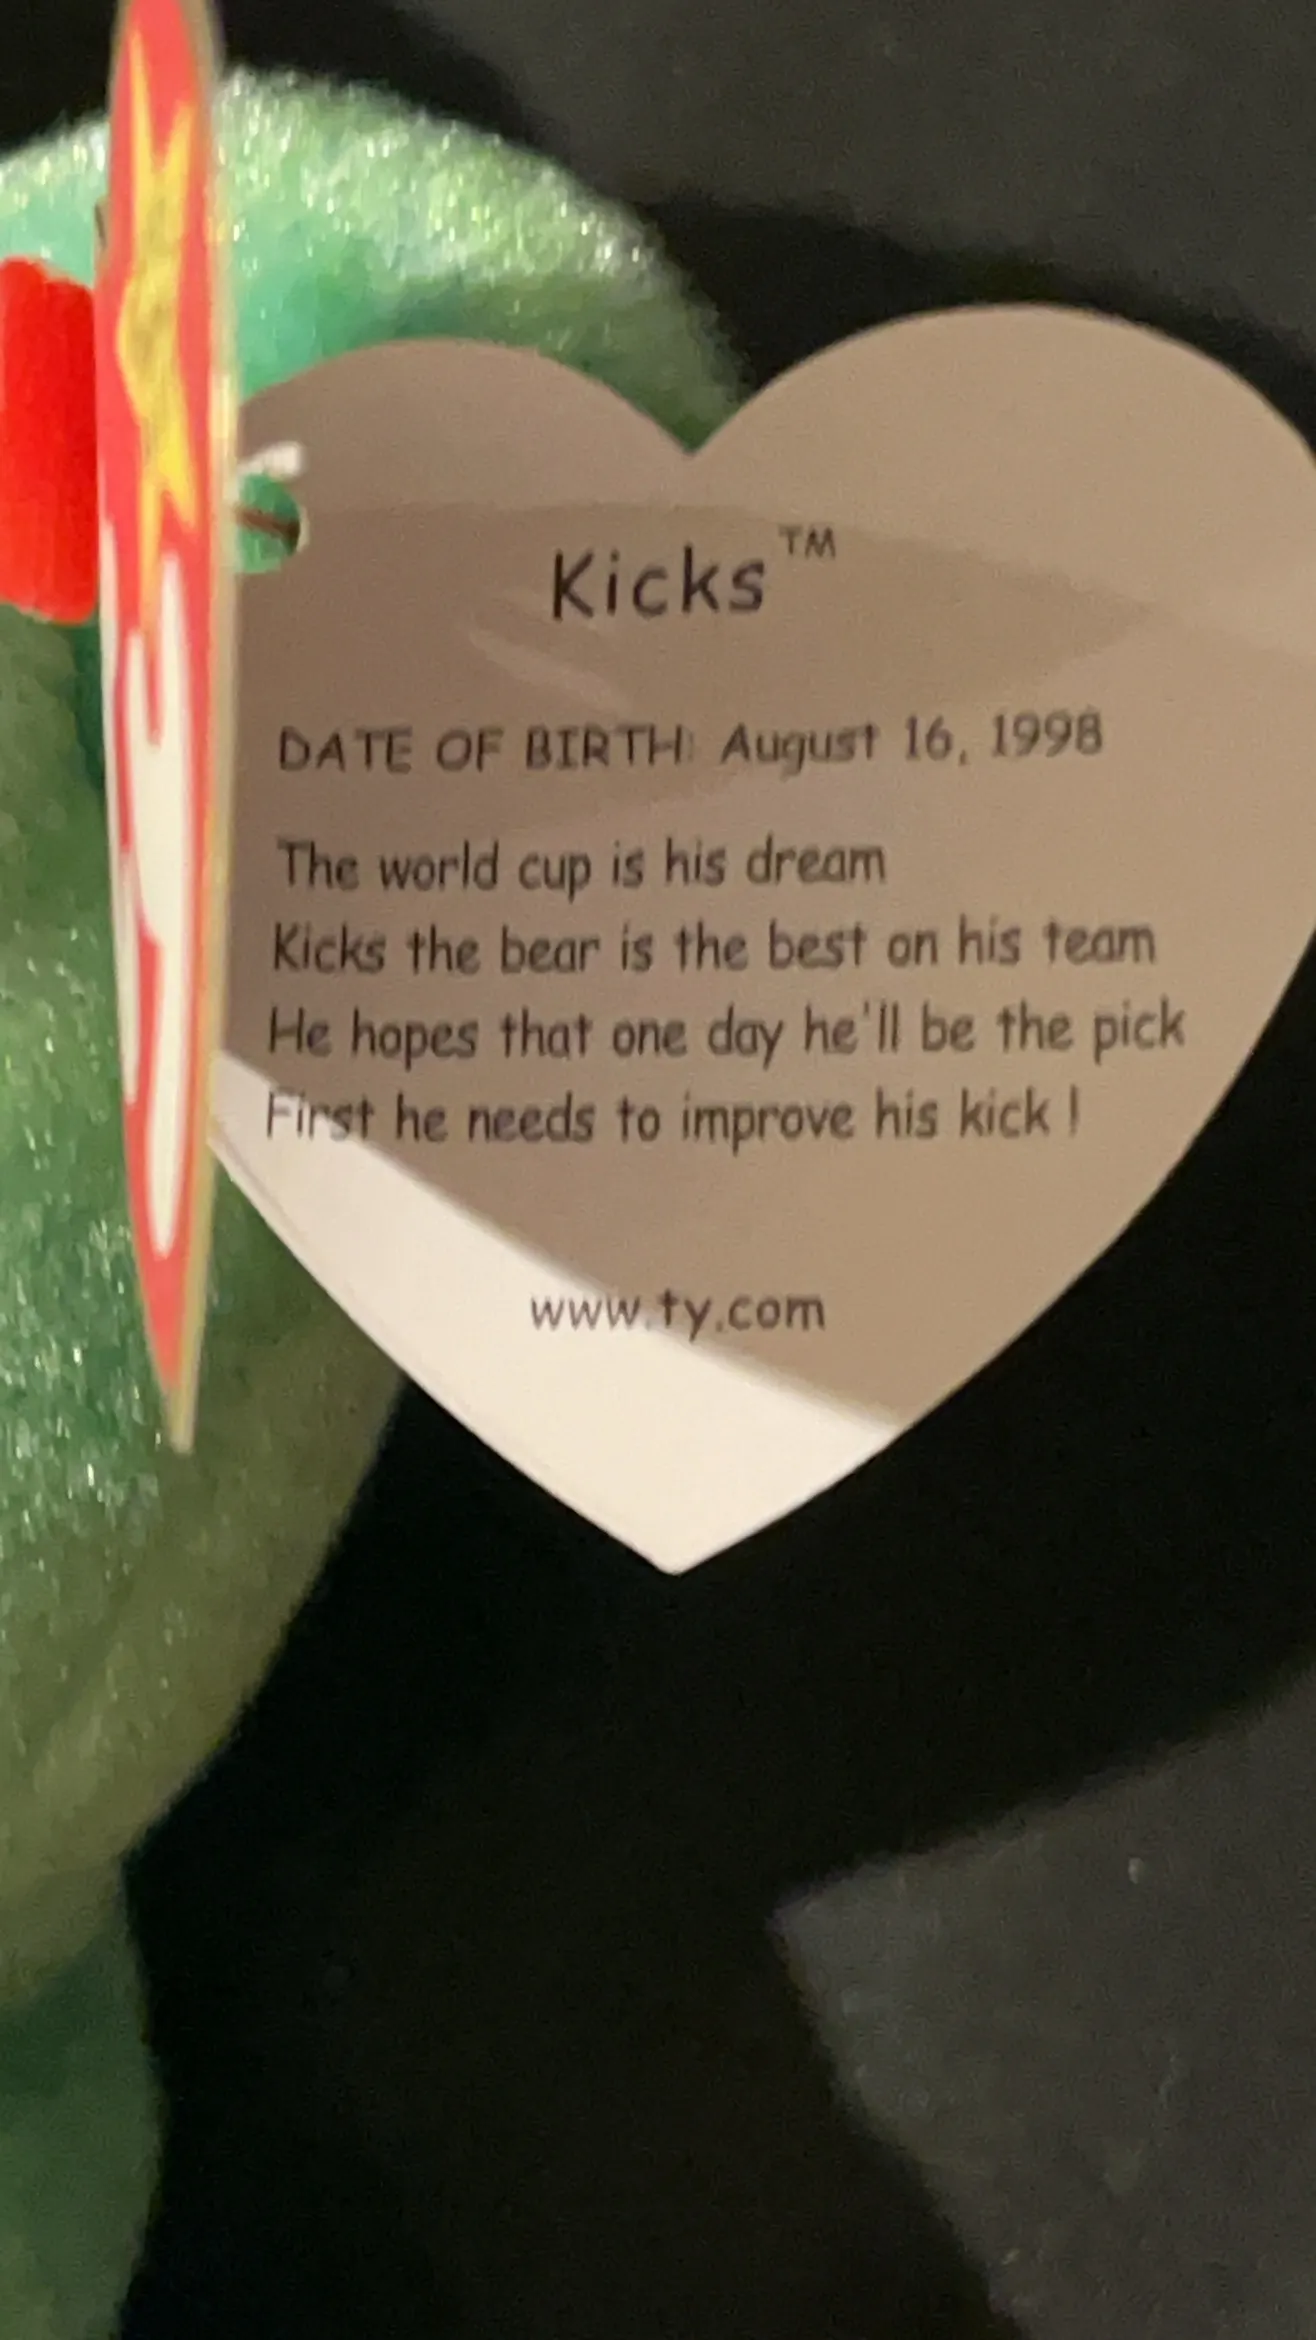 Kicks™
DATE OF BIRTH: August 16, 1998
The world cup is his dream
Kicks the bear is the best on his team
He hopes that one day he'll be the pick
First he needs to improve his kick !
www.ty.com